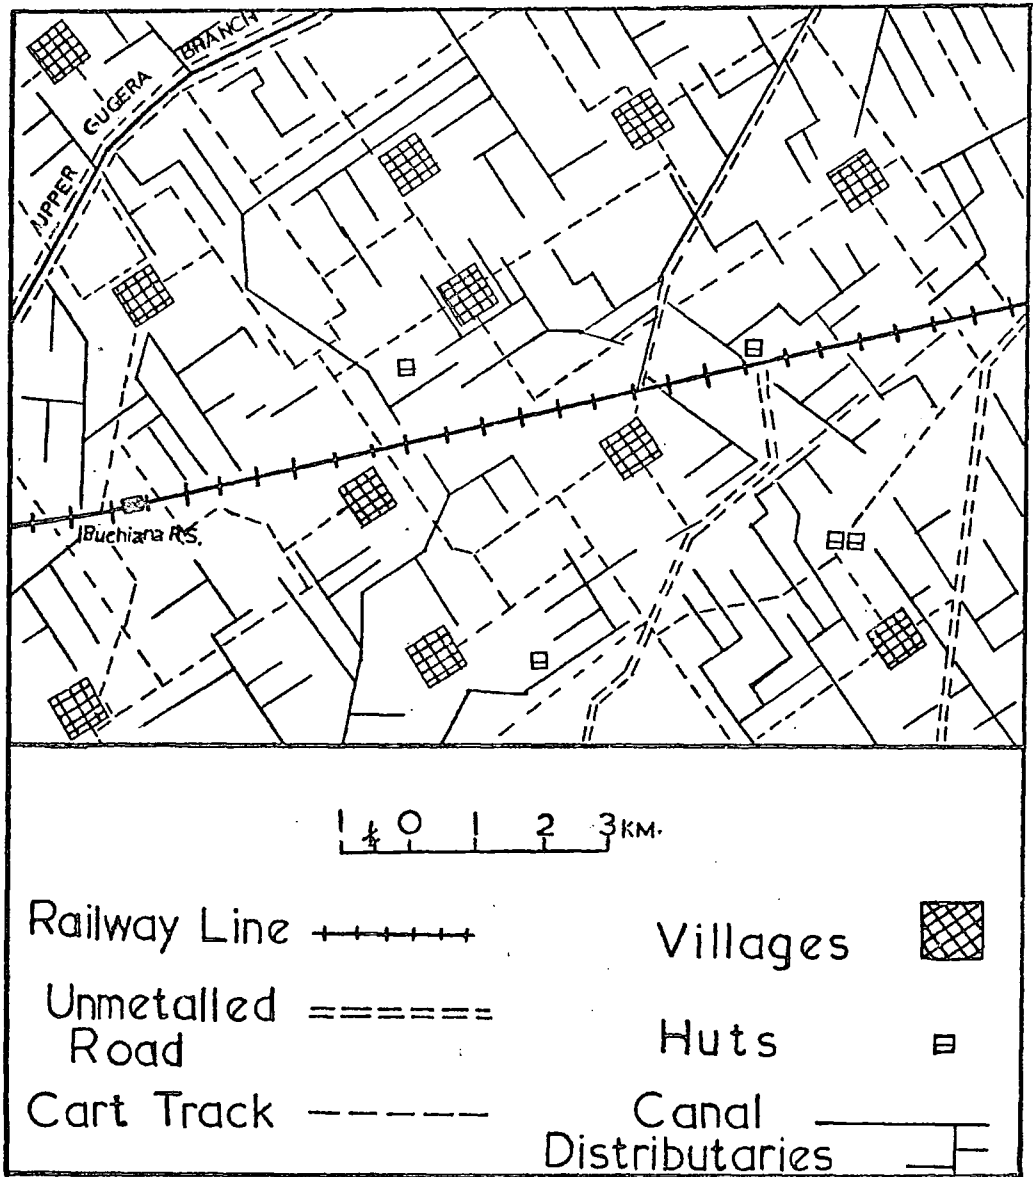 UPPER GUGERA BRANCH
Buchiana R.S.
1 ½ 0 1 2 3 KM.
Railway Line
Villages
Unmetalled
Road
Huts
Cart Track
Canal
Distributaries